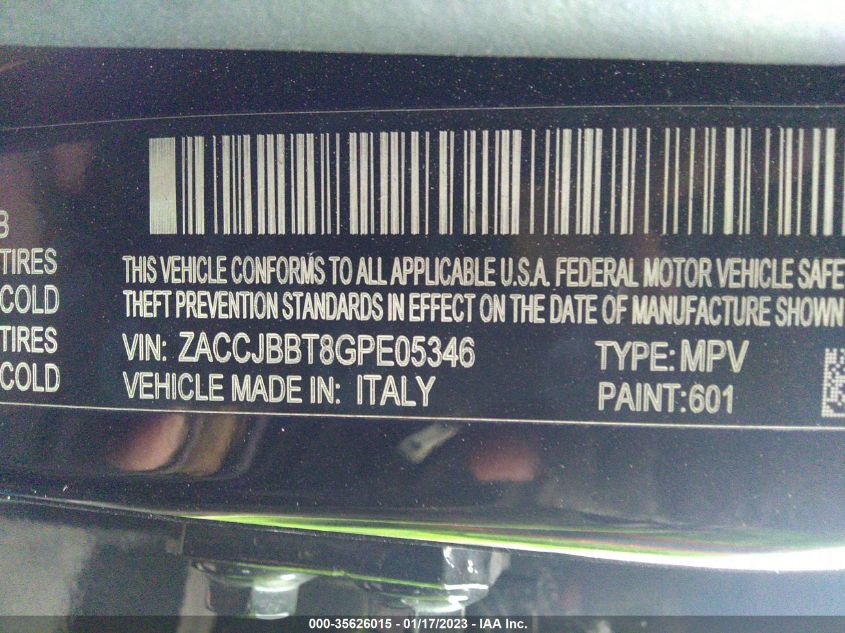 B
TIRES
COLD
TIRES
COLD
THIS VEHICLE CONFORMS TO ALL APPLICABLE U.S.A. FEDERAL MOTOR VEHICLE SAFE
THEFT PREVENTION STANDARDS IN EFFECT ON THE DATE OF MANUFACTURE SHOWN
VIN: ZACCJBBT8GPE05346 TYPE: MPV
VEHICLE MADE IN: ITALY PAINT:601
000-35626015 - 01/17/2023 - IAA Inc.